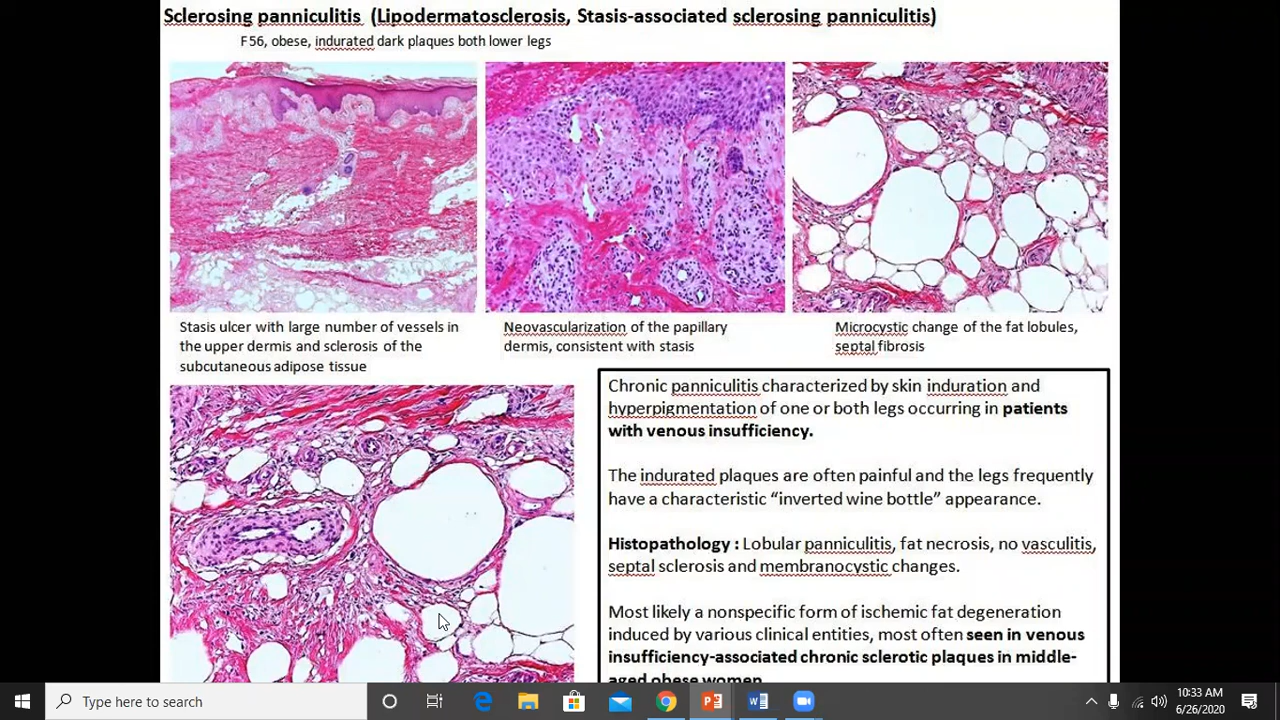 Sclerosing panniculitis (Lipodermatosclerosis, Stasis-associated sclerosing panniculitis)
F 56, obese, indurated dark plaques both lower legs
Stasis ulcer with large number of vessels in
the upper dermis and sclerosis of the
subcutaneous adipose tissue
Neovascularization of the papillary
dermis, consistent with stasis
Microcystic change of the fat lobules,
septal fibrosis
Chronic panniculitis characterized by skin induration and
hyperpigmentation of one or both legs occurring in patients
with venous insufficiency.
The indurated plaques are often painful and the legs frequently
have a characteristic “inverted wine bottle” appearance.
Histopathology : Lobular panniculitis, fat necrosis, no vasculitis,
septal sclerosis and membranocystic changes.
Most likely a nonspecific form of ischemic fat degeneration
induced by various clinical entities, most often seen in venous
insufficiency-associated chronic sclerotic plaques in middle-
aged obese women
Type here to search
10:33 AM
6/26/2020